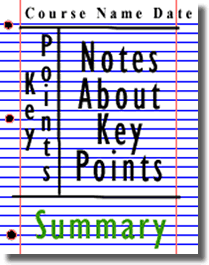 Course Name Date
Key Points
Notes
About
Key
Points
Summary